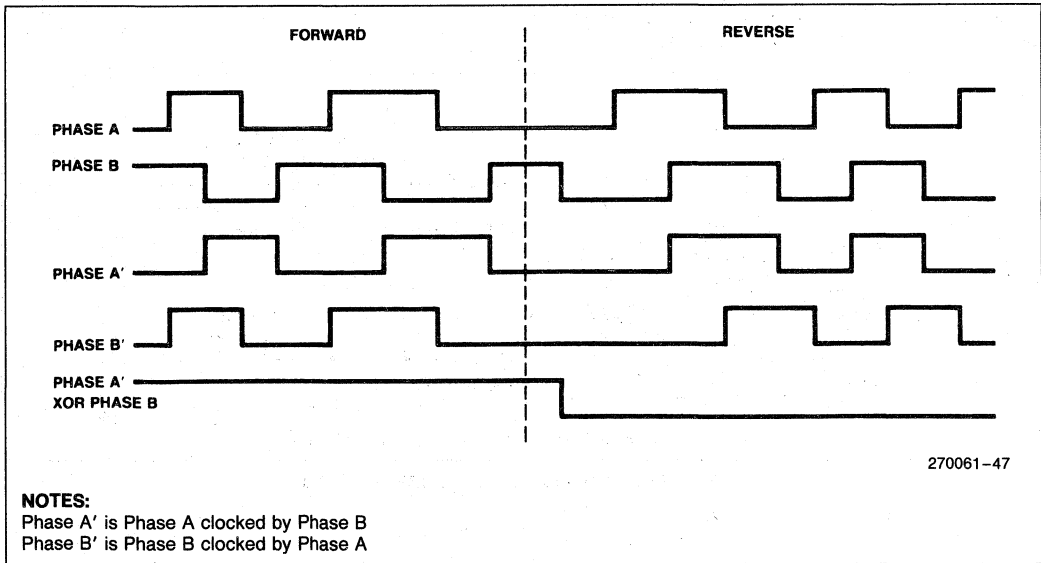 FORWARD
REVERSE
PHASE A
PHASE B
PHASE A′
PHASE B′
PHASE A′
XOR PHASE B
270061–47
NOTES:
Phase A′ is Phase A clocked by Phase B
Phase B′ is Phase B clocked by Phase A